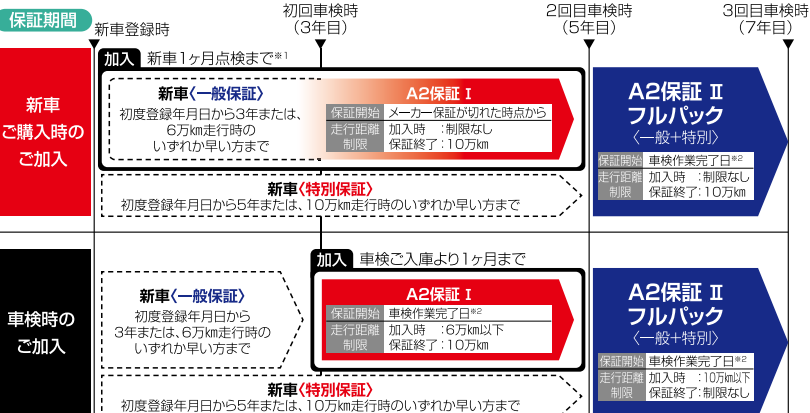 保証期間
新車登録時
初回車検時
(3年目)
2回目車検時
(5年目)
3回目車検時
(7年目)
新車
ご購入時の
ご加入
加入 新車1ヶ月点検まで※1
新車〈一般保証〉
初度登録年月日から3年または、
6万km走行時の
いずれか早い方まで
A2保証 Ⅰ
保証開始 メーカー保証が切れた時点から
走行距離 加入時 :制限なし
制限 保証終了:10万km
新車〈特別保証〉
初度登録年月日から5年または、10万km走行時のいずれか早い方まで
A2保証 Ⅱ
フルパック
〈一般+特別〉
保証開始 車検作業完了日※2
走行距離 加入時 :制限なし
制限 保証終了:10万km
車検時の
ご加入
加入 車検ご入庫より1ヶ月まで
新車〈一般保証〉
初度登録年月日から
3年または、6万km走行時の
いずれか早い方まで
A2保証 Ⅰ
保証開始 車検作業完了日※2
走行距離 加入時 :6万km以下
制限 保証終了:10万km
新車〈特別保証〉
初度登録年月日から5年または、10万km走行時のいずれか早い方まで
A2保証 Ⅱ
フルパック
〈一般+特別〉
保証開始 車検作業完了日※2
走行距離 加入時 :10万km以下
制限 保証終了:制限なし